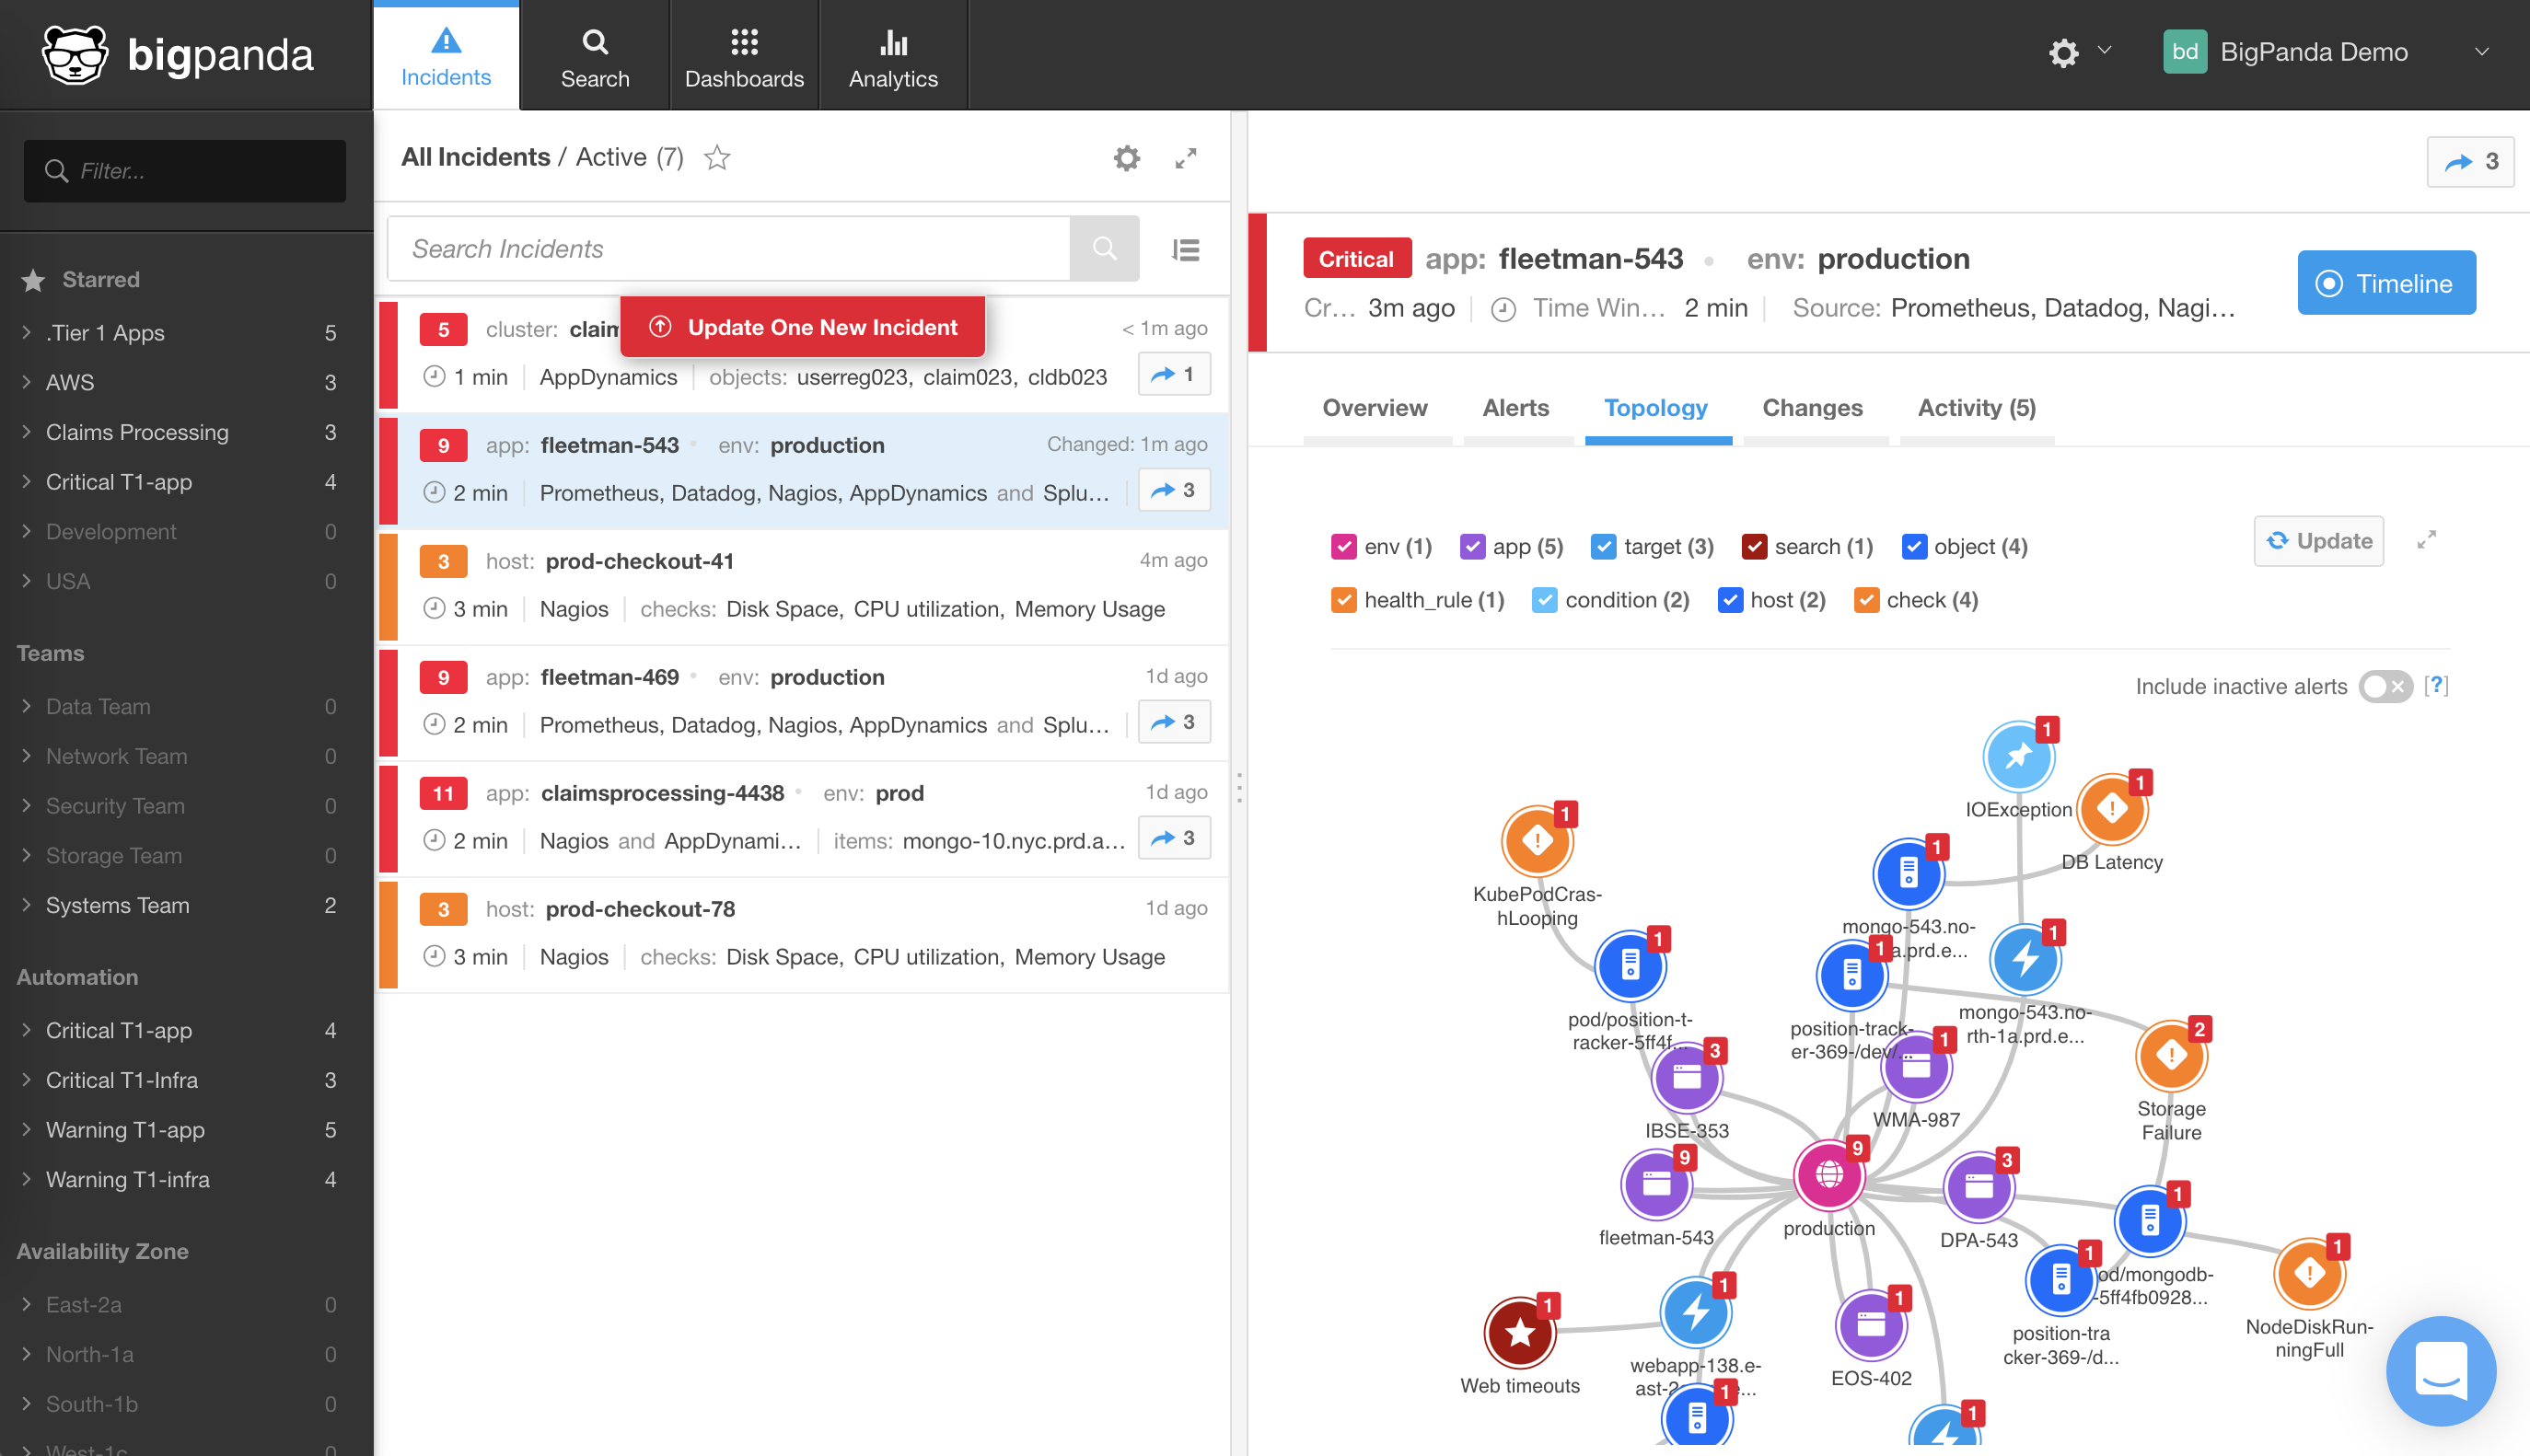 bigpanda
Incidents
Search
Dashboards
Analytics
bd BigPanda Demo
Filter...
Starred
.Tier 1 Apps 5
AWS 3
Claims Processing 3
Critical T1-app 4
Development 0
USA 0
Teams
Data Team 0
Network Team 0
Security Team 0
Storage Team 0
Systems Team 2
Automation
Critical T1-app 4
Critical T1-Infra 3
Warning T1-app 5
Warning T1-infra 4
Availability Zone
East-2a 0
North-1a 0
South-1b 0
West-1c 0
All Incidents / Active (7)
Search Incidents
Update One New Incident
5 cluster: claim < 1m ago
1 min AppDynamics objects: userreg023, claim023, cldb023 1
9 app: fleetman-543 env: production Changed: 1m ago
2 min Prometheus, Datadog, Nagios, AppDynamics and Splu... 3
3 host: prod-checkout-41 4m ago
3 min Nagios checks: Disk Space, CPU utilization, Memory Usage
9 app: fleetman-469 env: production 1d ago
2 min Prometheus, Datadog, Nagios, AppDynamics and Splu... 3
11 app: claimsprocessing-4438 env: prod 1d ago
2 min Nagios and AppDynami... items: mongo-10.nyc.prd.a... 3
3 host: prod-checkout-78 1d ago
3 min Nagios checks: Disk Space, CPU utilization, Memory Usage
3
Critical app: fleetman-543 env: production
Cr... 3m ago Time Win... 2 min Source: Prometheus, Datadog, Nagi...
Timeline
Overview Alerts Topology Changes Activity (5)
env (1) app (5) target (3) search (1) object (4)
health_rule (1) condition (2) host (2) check (4)
Update
Include inactive alerts [?]
1
IOException
1
DB Latency
1
KubePodCras-
hLooping
1
mongo-543.no-
a.prd.e...
1
pod/position-t-
racker-5ff4f...
1
position-track-
er-369-/dev/...
1
mongo-543.no-
rth-1a.prd.e...
2
Storage
Failure
3
IBSE-353
1
WMA-987
9
fleetman-543
9
production
3
DPA-543
1
od/mongodb-
-5ff4fb0928...
1
position-tra
cker-369-/d...
1
NodeDiskRun-
ningFull
1
Web timeouts
1
webapp-138.e-
ast-2
1
EOS-402
1
1